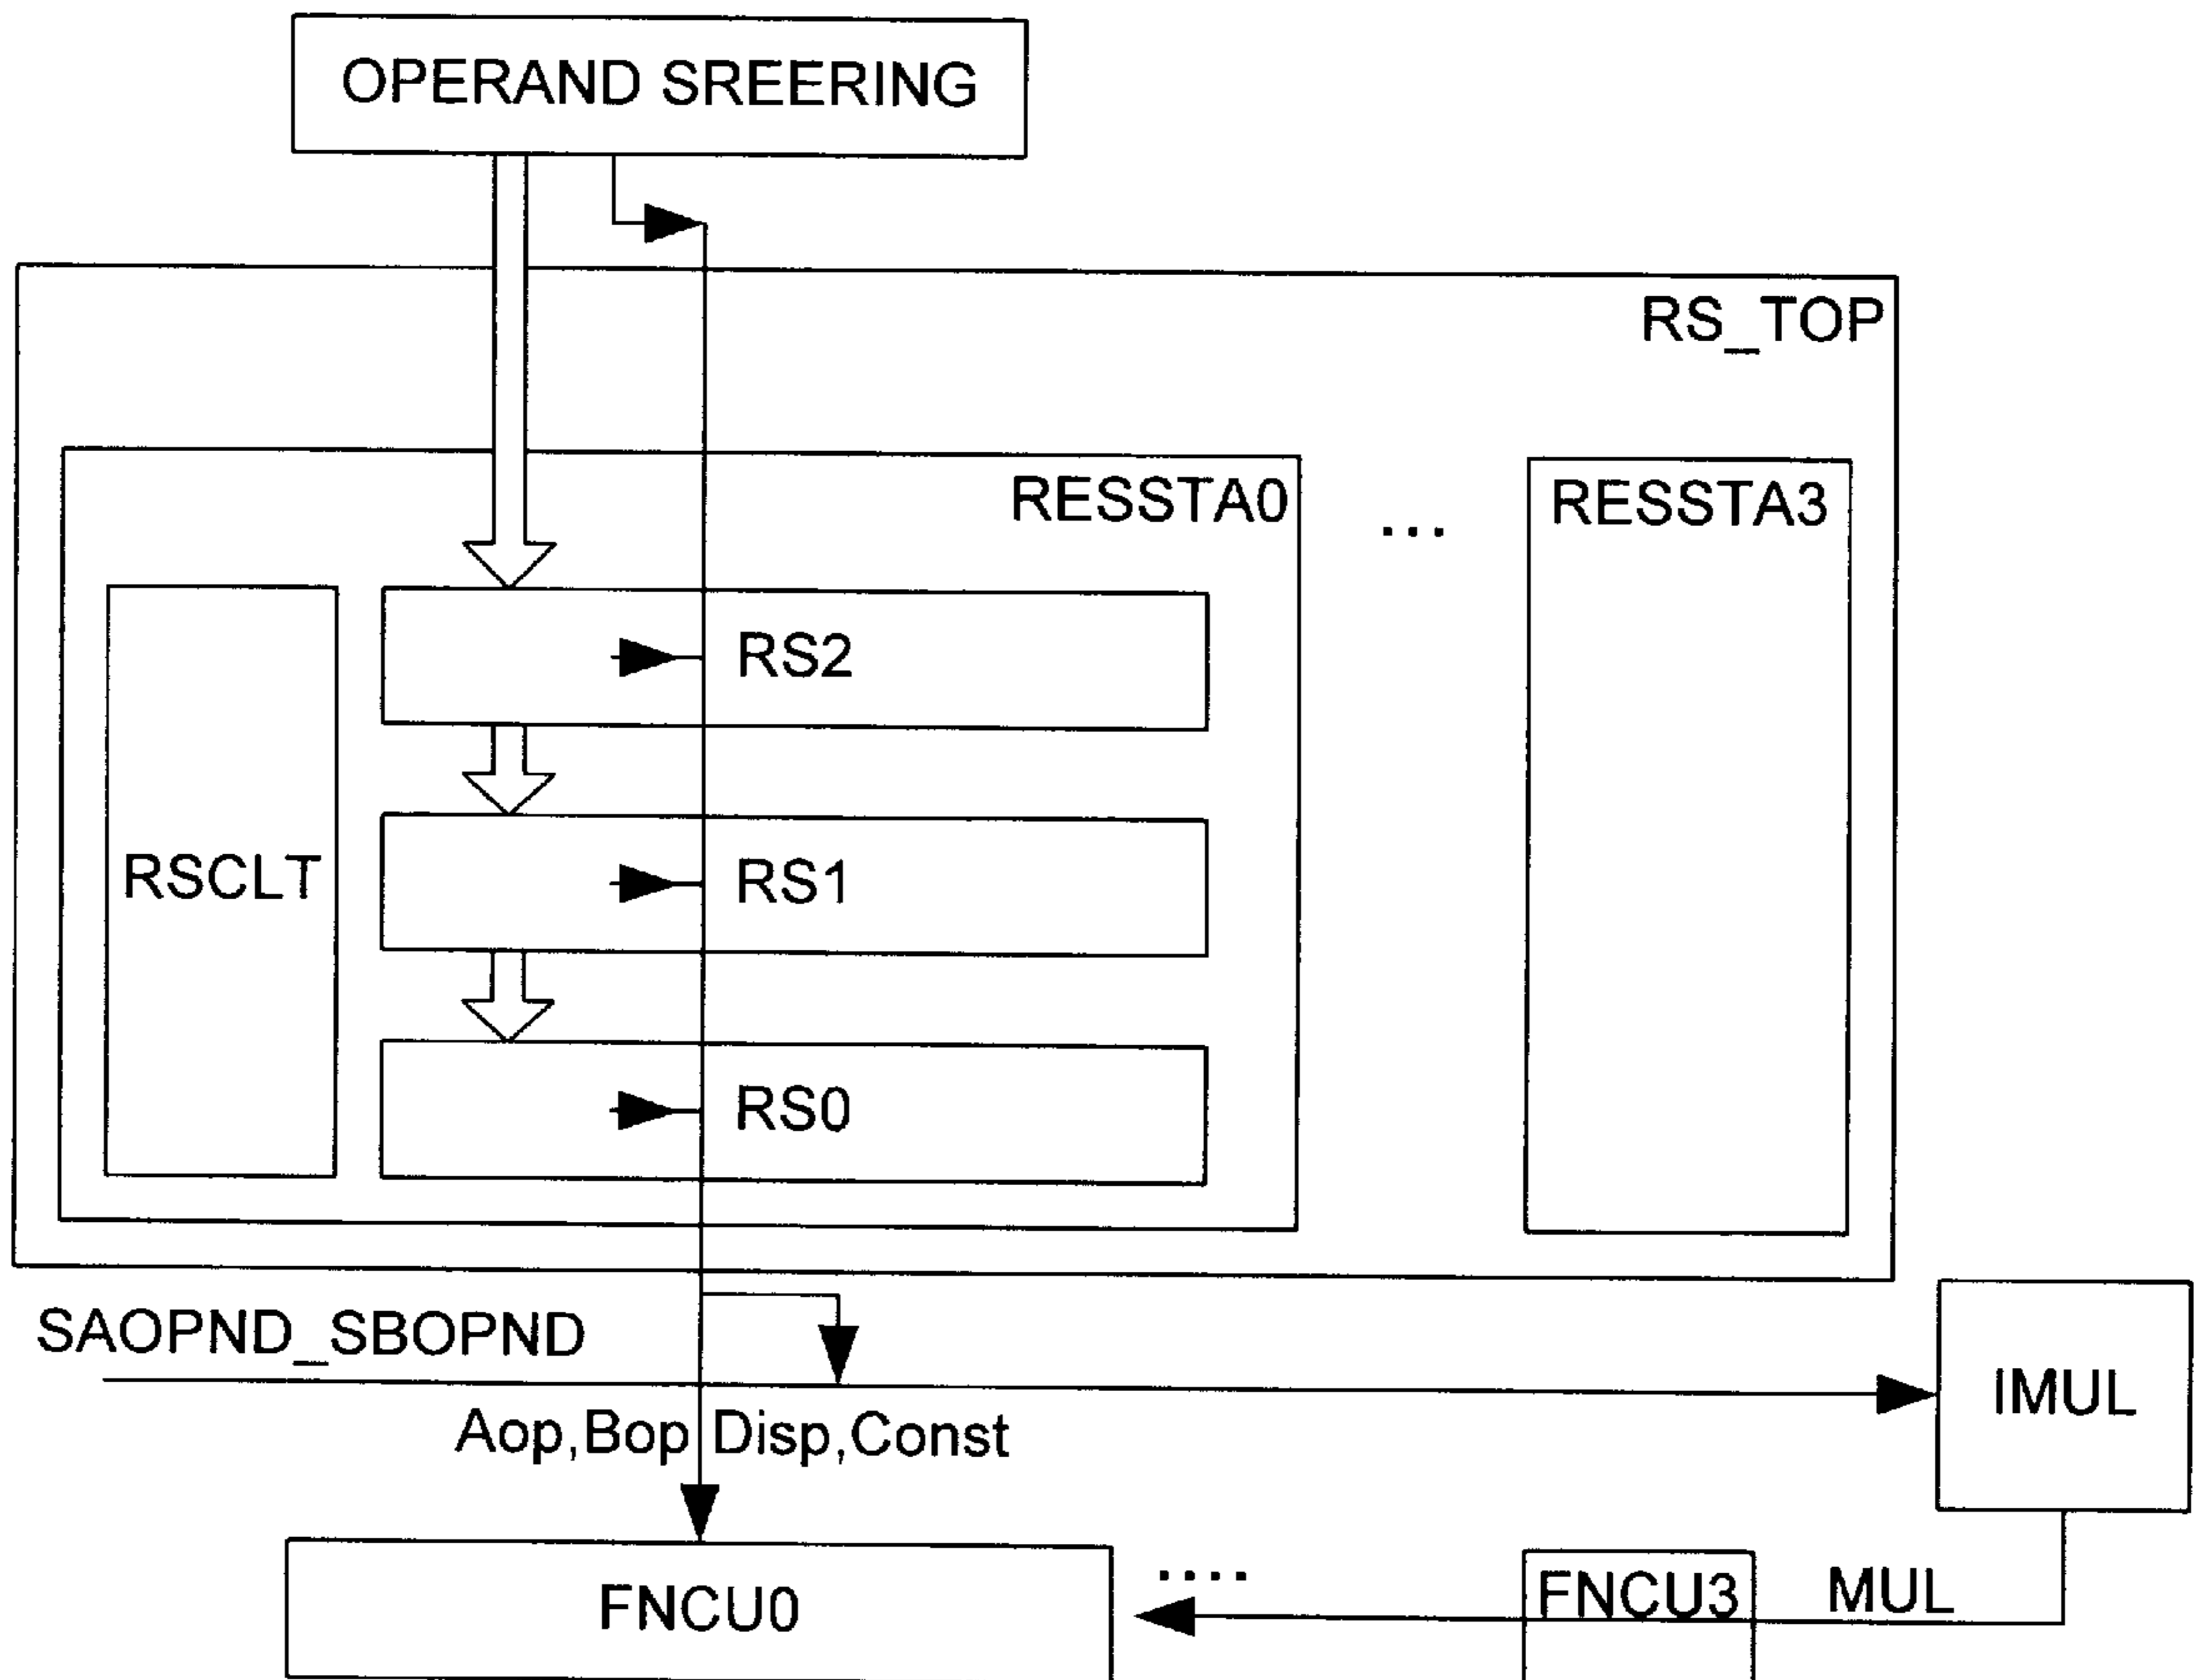 OPERAND SREERING
RS_TOP
RESSTA0
...
RESSTA3
RS2
RSCLT
RS1
RS0
SAOPND_SBOPND
IMUL
Aop,Bop Disp,Const
FNCU0
....
FNCU3
MUL